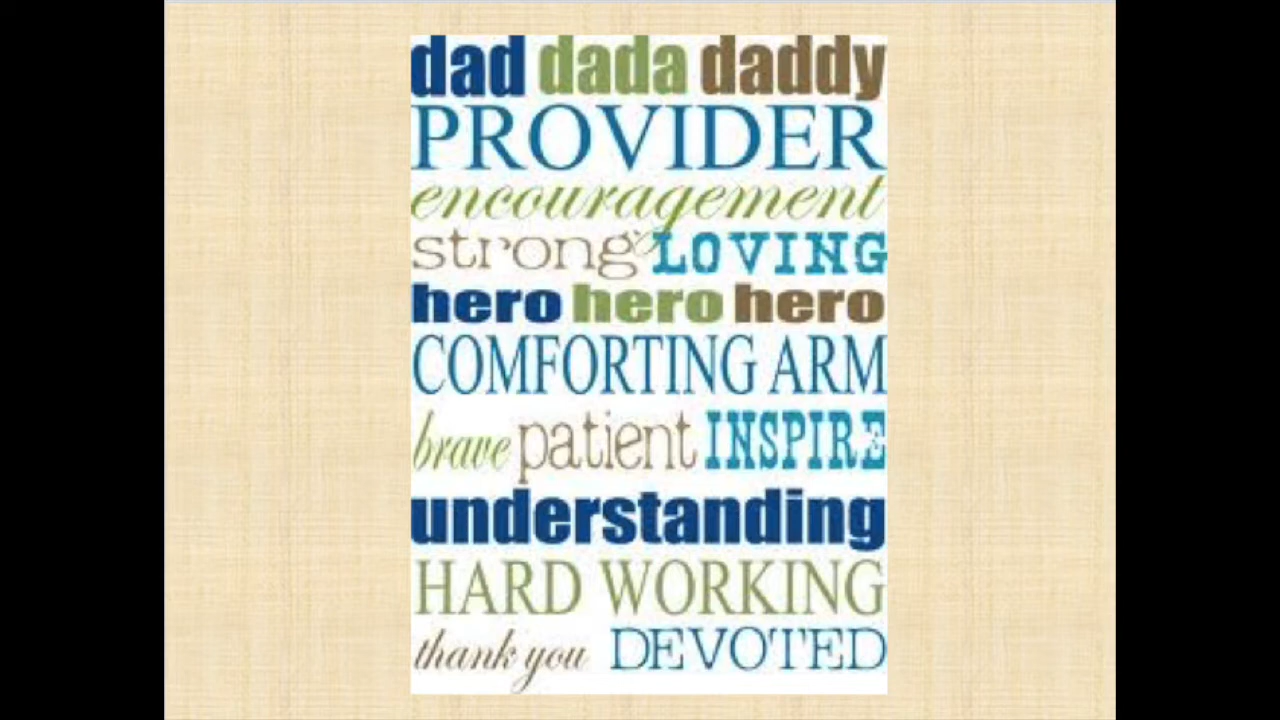 dad dada daddy
PROVIDER
encouragement
strong LOVING
hero hero hero
COMFORTING ARM
brave patient INSPIRE
understanding
HARD WORKING
thank you DEVOTED